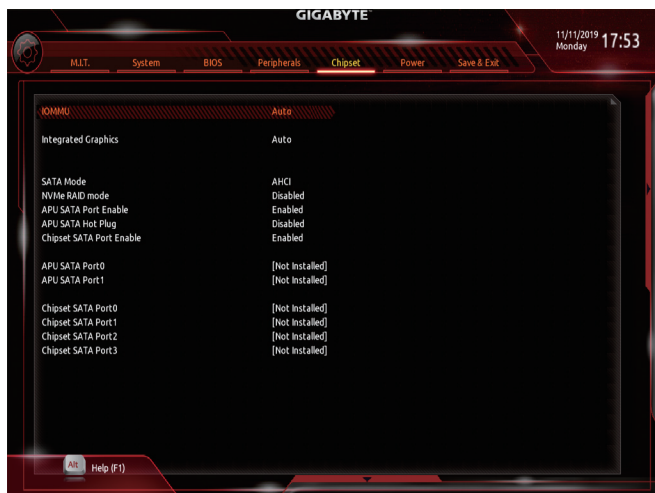 GIGABYTE™
11/11/2019 Monday 17:53
M.I.T. System BIOS Peripherals Chipset Power Save & Exit
IOMMU Auto
Integrated Graphics Auto
SATA Mode AHCI
NVMe RAID mode Disabled
APU SATA Port Enable Enabled
APU SATA Hot Plug Disabled
Chipset SATA Port Enable Enabled
APU SATA Port0 [Not Installed]
APU SATA Port1 [Not Installed]
Chipset SATA Port0 [Not Installed]
Chipset SATA Port1 [Not Installed]
Chipset SATA Port2 [Not Installed]
Chipset SATA Port3 [Not Installed]
Alt Help (F1)